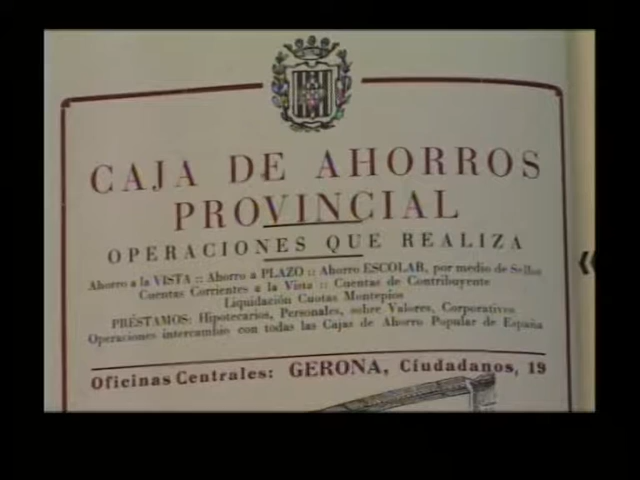 CAJA DE AHORROS
PROVINCIAL
OPERACIONES QUE REALIZA
Ahorro a la VISTA :: Ahorro a PLAZO :: Ahorro ESCOLAR, por medio de Sellos
Cuentas Corrientes a la Vista :: Cuentas de Contribuyente
Liquidación Cuotas Montepíos
PRÉSTAMOS: Hipotecarios, Personales, sobre Valores, Corporativos
Operaciones intercambio con todas las Cajas de Ahorro Popular de España
Oficinas Centrales: GERONA, Ciudadanos, 19